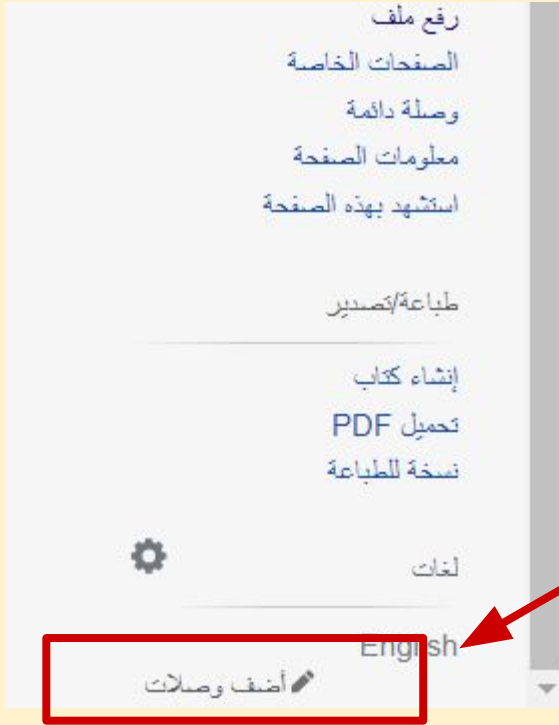 رفع ملف
الصفحات الخاصة
وصلة دائمة
معلومات الصفحة
استشهد بهذه الصفحة
طباعة/تصدير
إنشاء كتاب
تحميل PDF
نسخة للطباعة
لغات
English
أضف وصلات